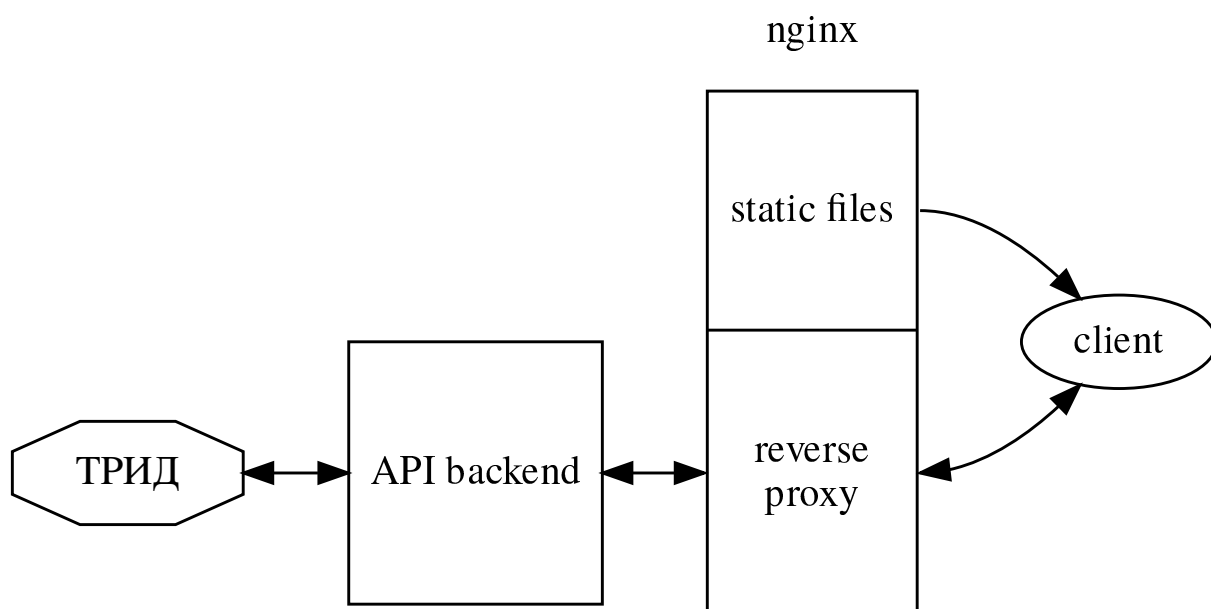 nginx
static files
client
ТРИД
API backend
reverse
proxy